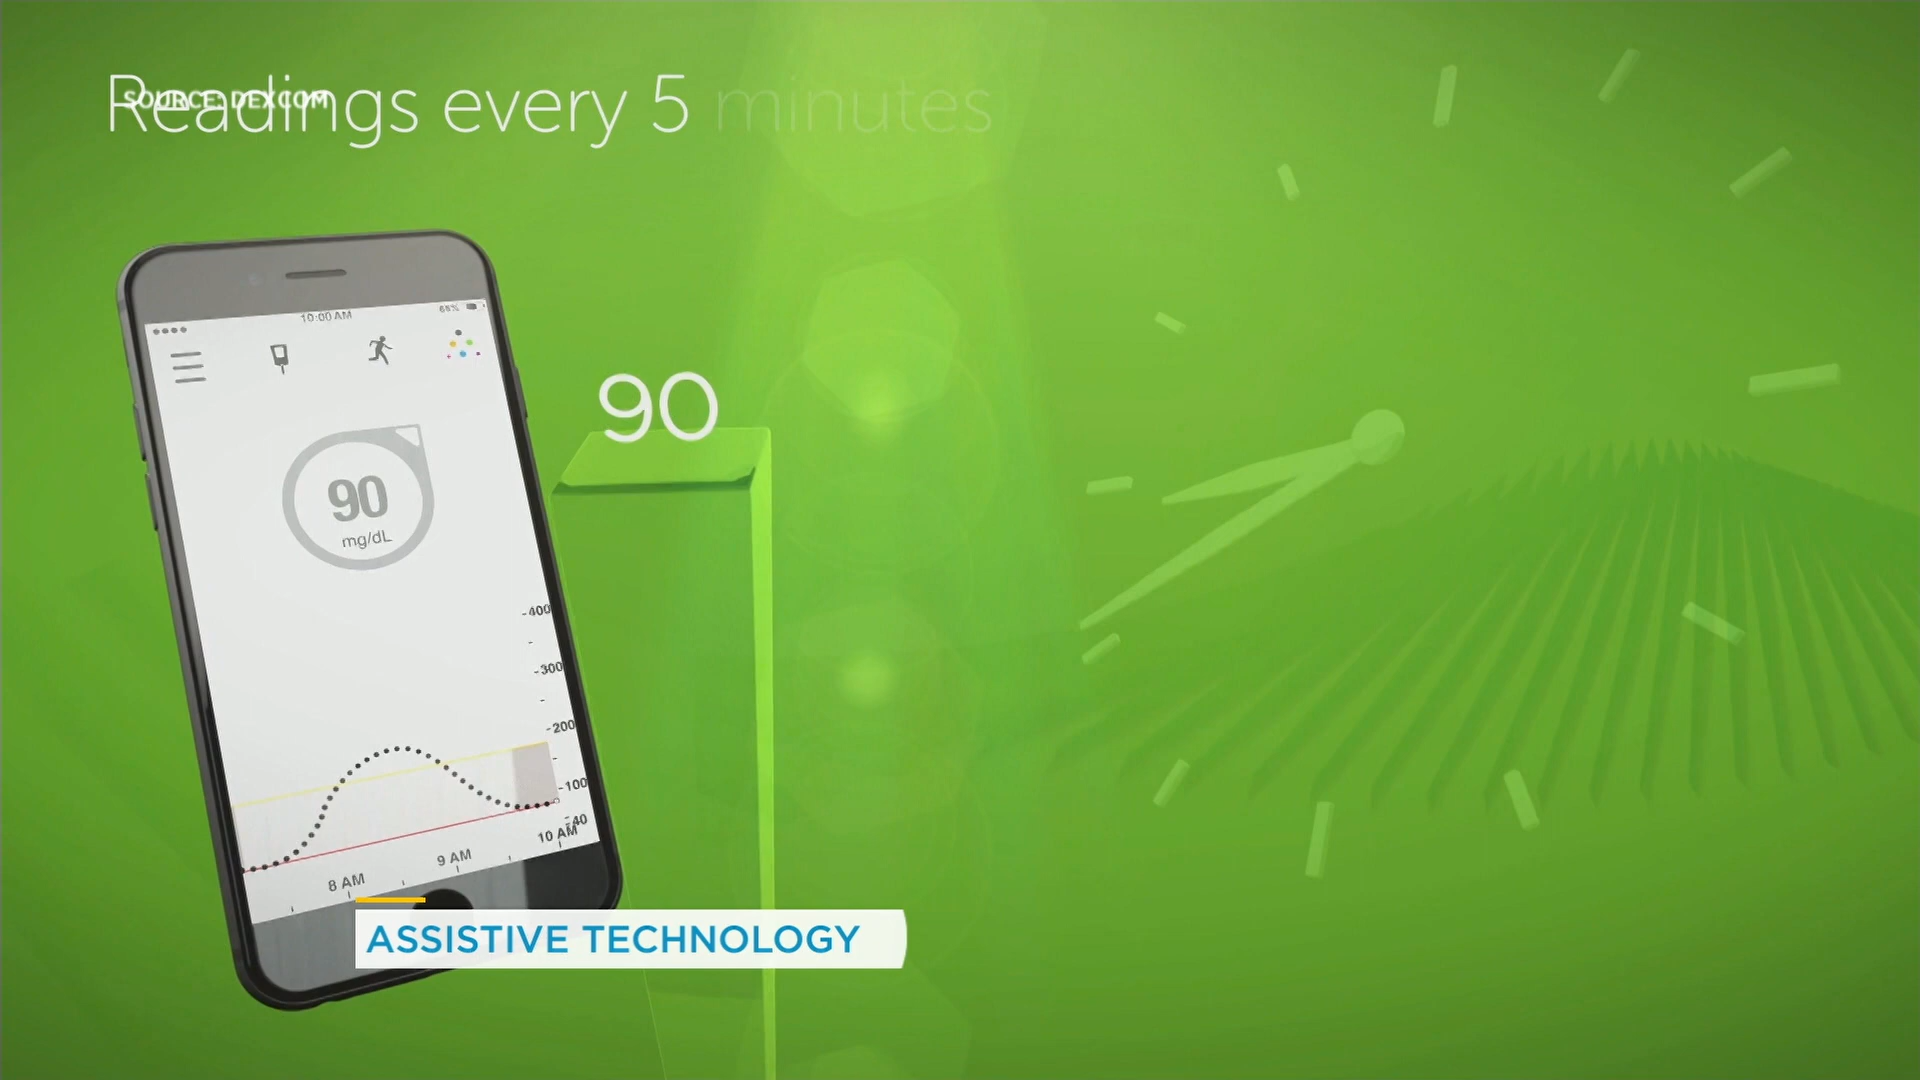 Readings every 5 minutes
SOURCE: DEXCOM
10:00 AM
66%
90
90
mg/dL
400
300
200
100
40
8 AM
9 AM
10 AM
ASSISTIVE TECHNOLOGY